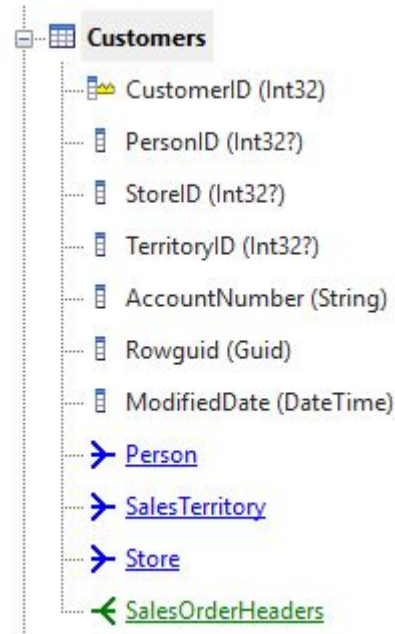 Customers
CustomerID (Int32)
PersonID (Int32?)
StoreID (Int32?)
TerritoryID (Int32?)
AccountNumber (String)
Rowguid (Guid)
ModifiedDate (DateTime)
Person
SalesTerritory
Store
SalesOrderHeaders